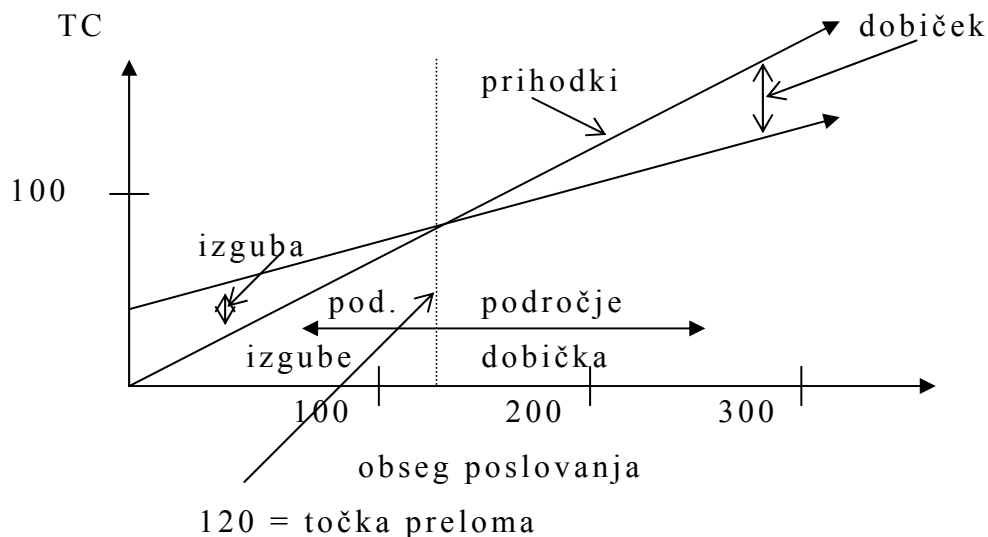 TC
dobiček
prihodki
100
izguba
pod. področje
izgube dobička
100 200 300
obseg poslovanja
120 = točka preloma